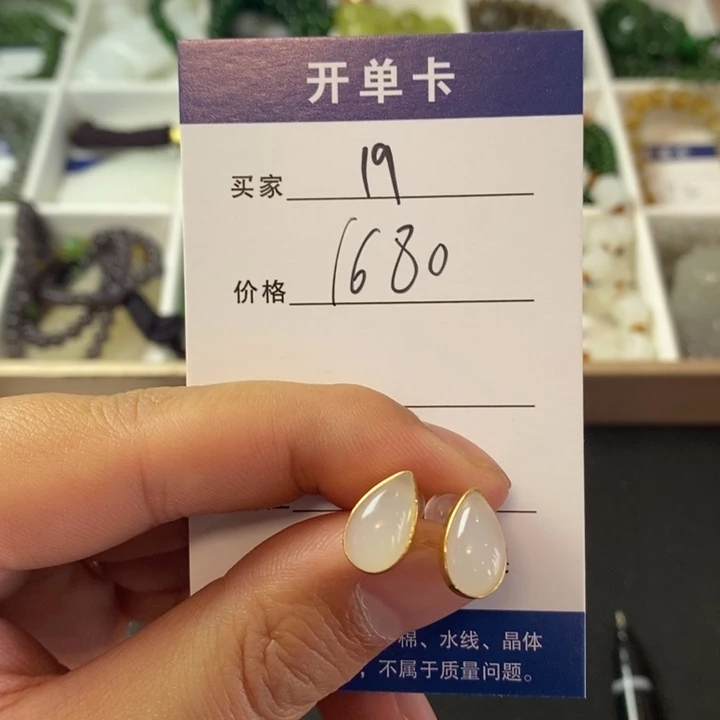 开单卡
买家 19
价格 1680
棉、水线、晶体
，不属于质量问题。